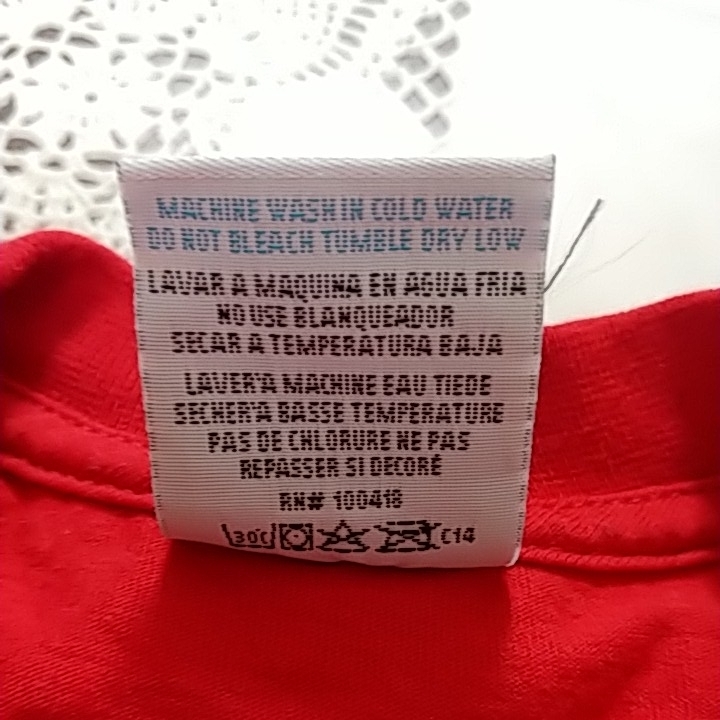 MACHINE WASH IN COLD WATER
DO NOT BLEACH TUMBLE DRY LOW
LAVAR A MAQUINA EN AGUA FRIA
NO USE BLANQUEADOR
SECAR A TEMPERATURA BAJA
LAVER'A MACHINE EAU TIEDE
SECHER'A BASSE TEMPERATURE
PAS DE CHLORURE NE PAS
REPASSER SI DECORÉ
RN# 100418
30C C14